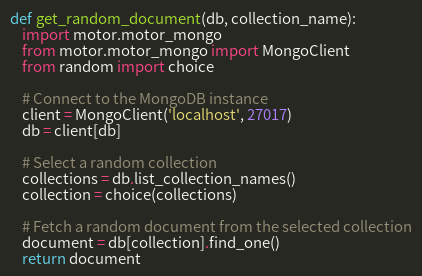 def get_random_document(db, collection_name):
    import motor.motor_mongo
    from motor.motor_mongo import MongoClient
    from random import choice

    # Connect to the MongoDB instance
    client = MongoClient('localhost', 27017)
    db = client[db]

    # Select a random collection
    collections = db.list_collection_names()
    collection = choice(collections)

    # Fetch a random document from the selected collection
    document = db[collection].find_one()
    return document